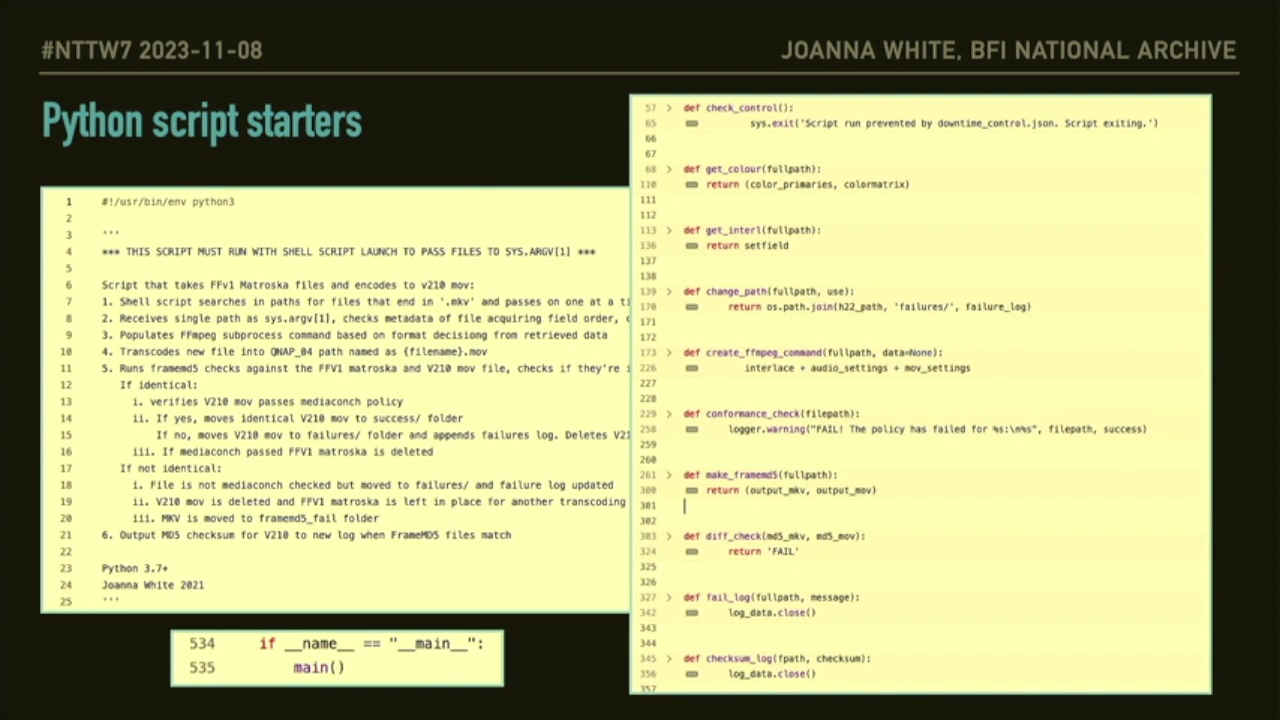 #NTTW7 2023-11-08
JOANNA WHITE, BFI NATIONAL ARCHIVE
Python script starters
1 #!/usr/bin/env python3
2
3 '''
4 *** THIS SCRIPT MUST RUN WITH SHELL SCRIPT LAUNCH TO PASS FILES TO SYS.ARGV[1] ***
5
6 Script that takes FFv1 Matroska files and encodes to v210 mov:
7 1. Shell script searches in paths for files that end in '.mkv' and passes on one at a ti
8 2. Receives single path as sys.argv[1], checks metadata of file acquiring field order,
9 3. Populates FFmpeg subprocess command based on format decisiong from retrieved data
10 4. Transcodes new file into QNAP_04 path named as {filename}.mov
11 5. Runs framemd5 checks against the FFV1 matroska and V210 mov file, checks if they're
12 If identical:
13 i. verifies V210 mov passes mediaconch policy
14 ii. If yes, moves identical V210 mov to success/ folder
15 If no, moves V210 mov to failures/ folder and appends failures log. Deletes V21
16 iii. If mediaconch passed FFV1 matroska is deleted
17 If not identical:
18 i. File is not mediaconch checked but moved to failures/ and failure log updated
19 ii. V210 mov is deleted and FFV1 matroska is left in place for another transcoding
20 iii. MKV is moved to framemd5_fail folder
21 6. Output MD5 checksum for V210 to new log when FrameMD5 files match
22
23 Python 3.7+
24 Joanna White 2021
25 '''
534 if __name__ == "__main__":
535 main()
57 > def check_control():
65 sys.exit('Script run prevented by downtime_control.json. Script exiting.')
66
67
68 > def get_colour(fullpath):
110 return (color_primaries, colormatrix)
111
112
113 > def get_interl(fullpath):
136 return setfield
137
138
139 > def change_path(fullpath, use):
170 return os.path.join(h22_path, 'failures/', failure_log)
171
172
173 > def create_ffmpeg_command(fullpath, data=None):
226 interlace + audio_settings + mov_settings
227
228
229 > def conformance_check(filepath):
258 logger.warning("FAIL! The policy has failed for %s:\n%s", filepath, success)
259
260
261 > def make_framemd5(fullpath):
300 return (output_mkv, output_mov)
301
302
303 > def diff_check(md5_mkv, md5_mov):
324 return 'FAIL'
325
326
327 > def fail_log(fullpath, message):
342 log_data.close()
343
344
345 > def checksum_log(fpath, checksum):
356 log_data.close()
357